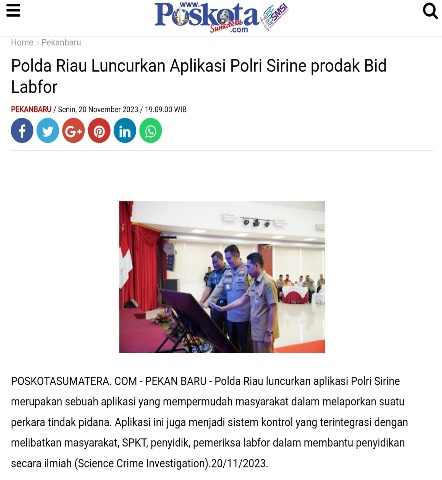 www.
Poskota
Sumatera
.com
SMSI
Home » Pekanbaru
Polda Riau Luncurkan Aplikasi Polri Sirine prodak Bid
Labfor
PEKANBARU / Senin, 20 November 2023 / 19.09.00 WIB
POSKOTASUMATERA. COM - PEKAN BARU - Polda Riau luncurkan aplikasi Polri Sirine
merupakan sebuah aplikasi yang mempermudah masyarakat dalam melaporkan suatu
perkara tindak pidana. Aplikasi ini juga menjadi sistem kontrol yang terintegrasi dengan
melibatkan masyarakat, SPKT, penyidik, pemeriksa labfor dalam membantu penyidikan
secara ilmiah (Science Crime Investigation).20/11/2023.